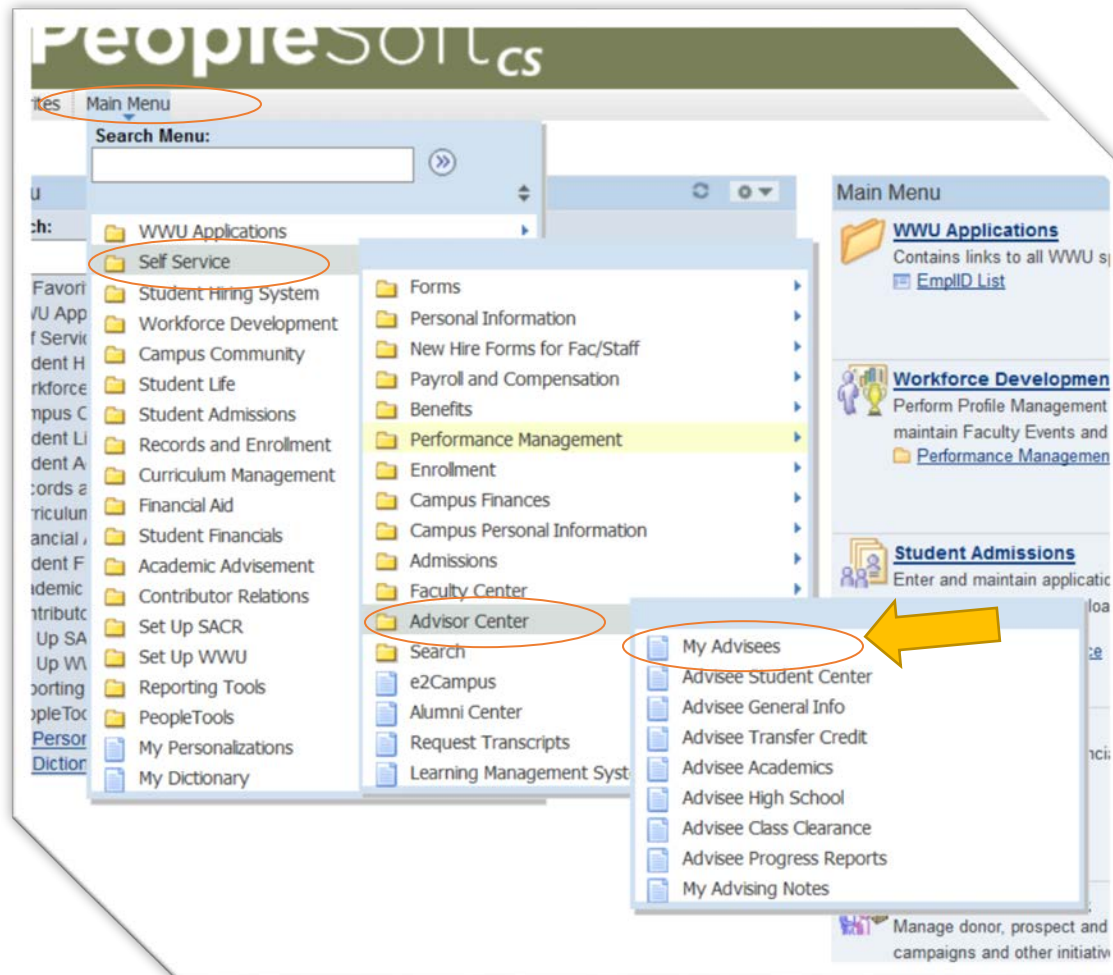 PeopleSoft CS
Main Menu
Search Menu:
WWU Applications
Self Service
Student Hiring System
Workforce Development
Campus Community
Student Life
Student Admissions
Records and Enrollment
Curriculum Management
Financial Aid
Student Financials
Academic Advisement
Contributor Relations
Set Up SACR
Set Up WWU
Reporting Tools
PeopleTools
My Personalizations
My Dictionary
Forms
Personal Information
New Hire Forms for Fac/Staff
Payroll and Compensation
Benefits
Performance Management
Enrollment
Campus Finances
Campus Personal Information
Admissions
Faculty Center
Advisor Center
Search
e2Campus
Alumni Center
Request Transcripts
Learning Management Syst
My Advisees
Advisee Student Center
Advisee General Info
Advisee Transfer Credit
Advisee Academics
Advisee High School
Advisee Class Clearance
Advisee Progress Reports
My Advising Notes
Main Menu
WWU Applications
Contains links to all WWU
EmplID List
Workforce Developmen
Perform Profile Management
maintain Faculty Events and
Performance Managemen
Student Admissions
Enter and maintain applicatio
Manage donor, prospect and
campaigns and other initiativ